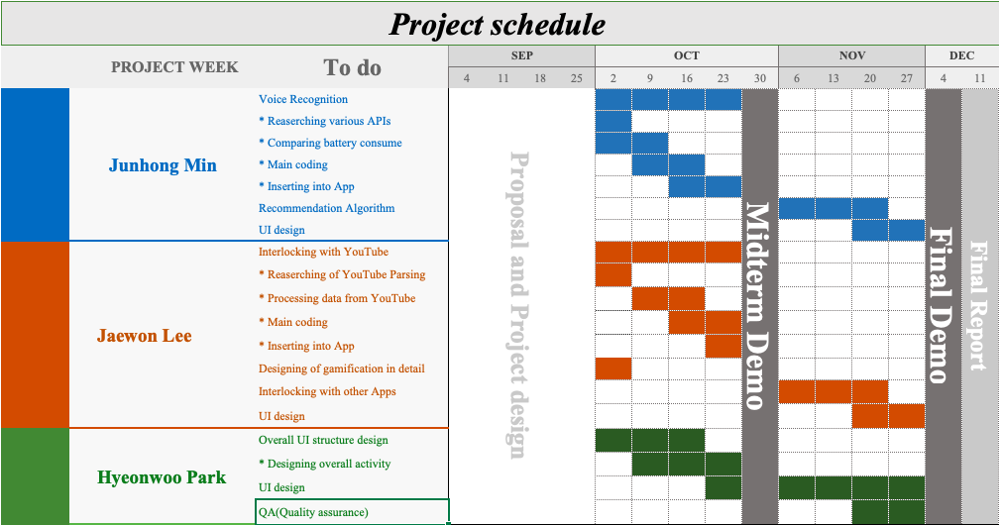 Project schedule
PROJECT WEEK To do SEP OCT NOV DEC
4 11 18 25 2 9 16 23 30 6 13 20 27 4 11
Junhong Min
Voice Recognition
* Reaserching various APIs
* Comparing battery consume
* Main coding
* Inserting into App
Recommendation Algorithm
UI design
Jaewon Lee
Interlocking with YouTube
* Reaserching of YouTube Parsing
* Processing data from YouTube
* Main coding
* Inserting into App
Designing of gamification in detail
Interlocking with other Apps
UI design
Hyeonwoo Park
Overall UI structure design
* Designing overall activity
UI design
QA(Quality assurance)
Proposal and Project design
Midterm Demo
Final Demo
Final Report